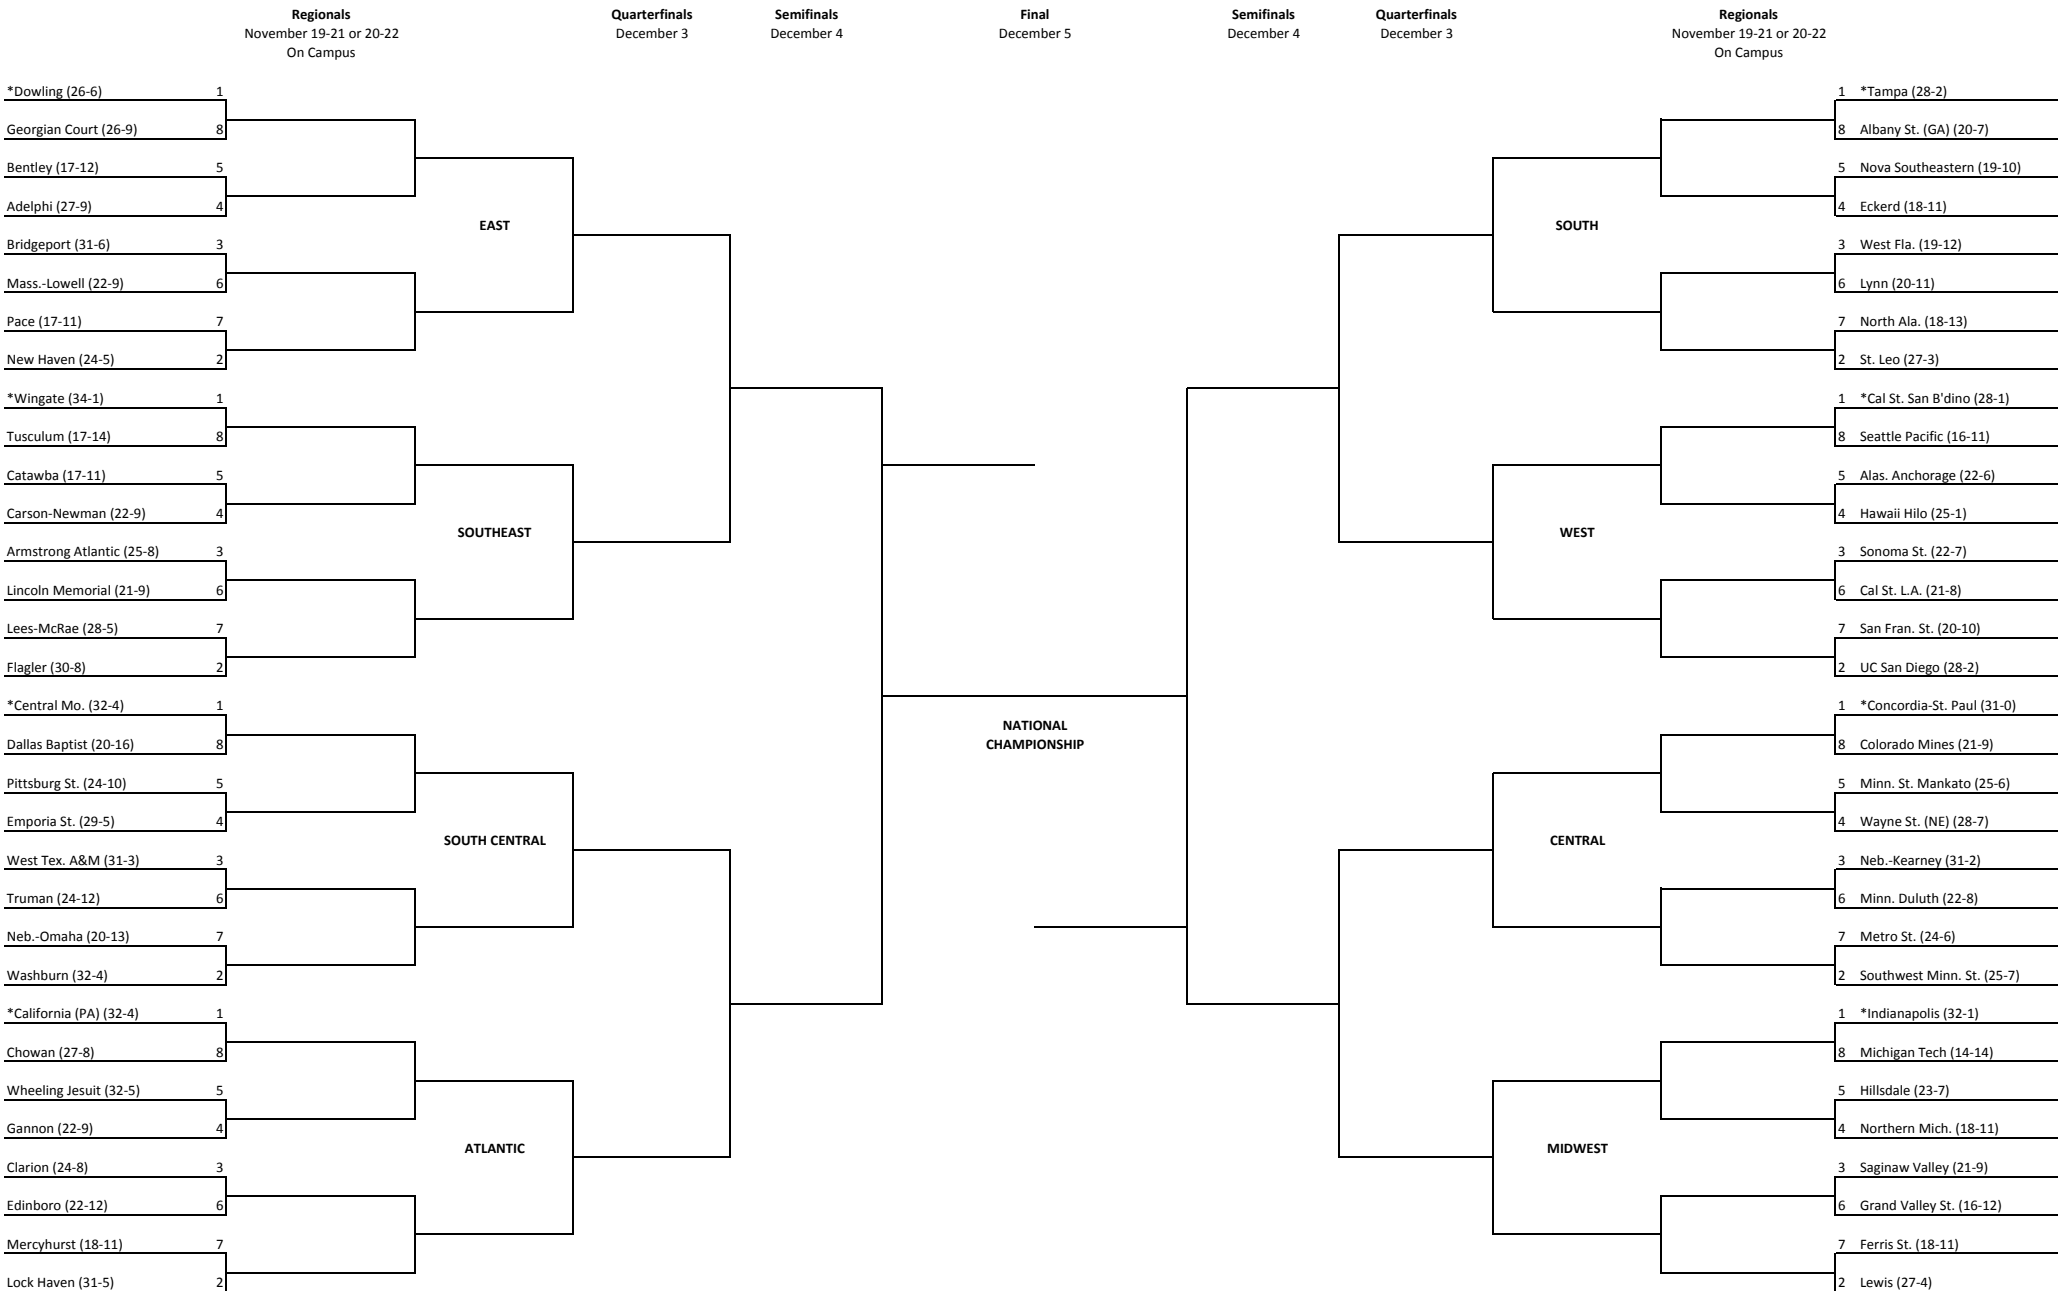 Regionals
November 19-21 or 20-22
On Campus
Quarterfinals
December 3
Semifinals
December 4
Final
December 5
Semifinals
December 4
Quarterfinals
December 3
Regionals
November 19-21 or 20-22
On Campus
*Dowling (26-6) 1
Georgian Court (26-9) 8
Bentley (17-12) 5
Adelphi (27-9) 4
EAST
Bridgeport (31-6) 3
Mass.-Lowell (22-9) 6
Pace (17-11) 7
New Haven (24-5) 2
*Wingate (34-1) 1
Tusculum (17-14) 8
Catawba (17-11) 5
Carson-Newman (22-9) 4
SOUTHEAST
Armstrong Atlantic (25-8) 3
Lincoln Memorial (21-9) 6
Lees-McRae (28-5) 7
Flagler (30-8) 2
*Central Mo. (32-4) 1
Dallas Baptist (20-16) 8
Pittsburg St. (24-10) 5
Emporia St. (29-5) 4
SOUTH CENTRAL
West Tex. A&M (31-3) 3
Truman (24-12) 6
Neb.-Omaha (20-13) 7
Washburn (32-4) 2
*California (PA) (32-4) 1
Chowan (27-8) 8
Wheeling Jesuit (32-5) 5
Gannon (22-9) 4
ATLANTIC
Clarion (24-8) 3
Edinboro (22-12) 6
Mercyhurst (18-11) 7
Lock Haven (31-5) 2
NATIONAL
CHAMPIONSHIP
1 *Tampa (28-2)
8 Albany St. (GA) (20-7)
5 Nova Southeastern (19-10)
4 Eckerd (18-11)
SOUTH
3 West Fla. (19-12)
6 Lynn (20-11)
7 North Ala. (18-13)
2 St. Leo (27-3)
1 *Cal St. San B'dino (28-1)
8 Seattle Pacific (16-11)
5 Alas. Anchorage (22-6)
4 Hawaii Hilo (25-1)
WEST
3 Sonoma St. (22-7)
6 Cal St. L.A. (21-8)
7 San Fran. St. (20-10)
2 UC San Diego (28-2)
1 *Concordia-St. Paul (31-0)
8 Colorado Mines (21-9)
5 Minn. St. Mankato (25-6)
4 Wayne St. (NE) (28-7)
CENTRAL
3 Neb.-Kearney (31-2)
6 Minn. Duluth (22-8)
7 Metro St. (24-6)
2 Southwest Minn. St. (25-7)
1 *Indianapolis (32-1)
8 Michigan Tech (14-14)
5 Hillsdale (23-7)
4 Northern Mich. (18-11)
MIDWEST
3 Saginaw Valley (21-9)
6 Grand Valley St. (16-12)
7 Ferris St. (18-11)
2 Lewis (27-4)